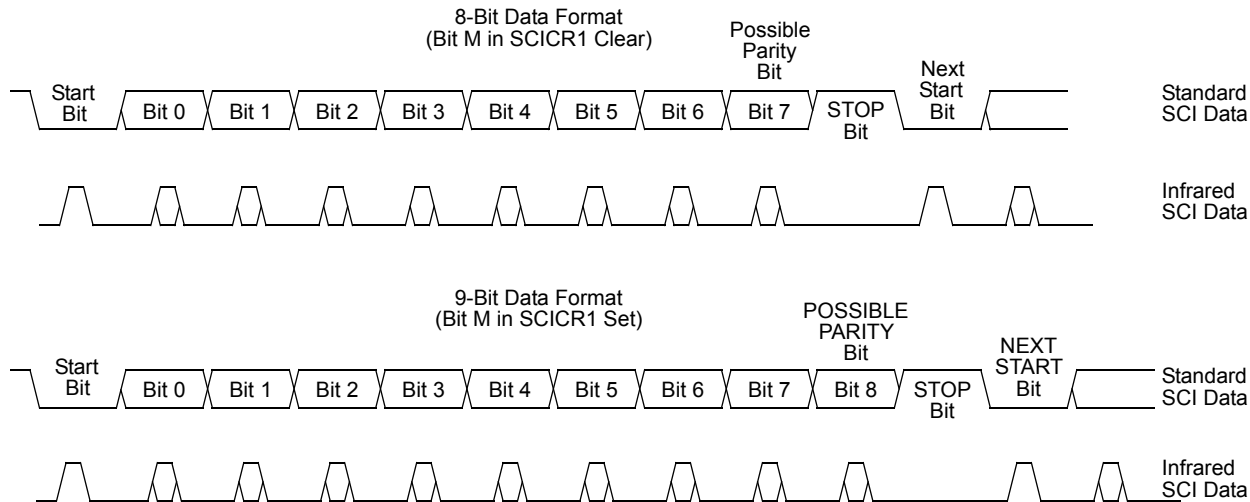 8-Bit Data Format
(Bit M in SCICR1 Clear)
Possible
Parity
Bit
Start
Bit
Bit 0
Bit 1
Bit 2
Bit 3
Bit 4
Bit 5
Bit 6
Bit 7
STOP
Bit
Next
Start
Bit
Standard
SCI Data
Infrared
SCI Data
9-Bit Data Format
(Bit M in SCICR1 Set)
POSSIBLE
PARITY
Bit
Start
Bit
Bit 0
Bit 1
Bit 2
Bit 3
Bit 4
Bit 5
Bit 6
Bit 7
Bit 8
STOP
Bit
NEXT
START
Bit
Standard
SCI Data
Infrared
SCI Data